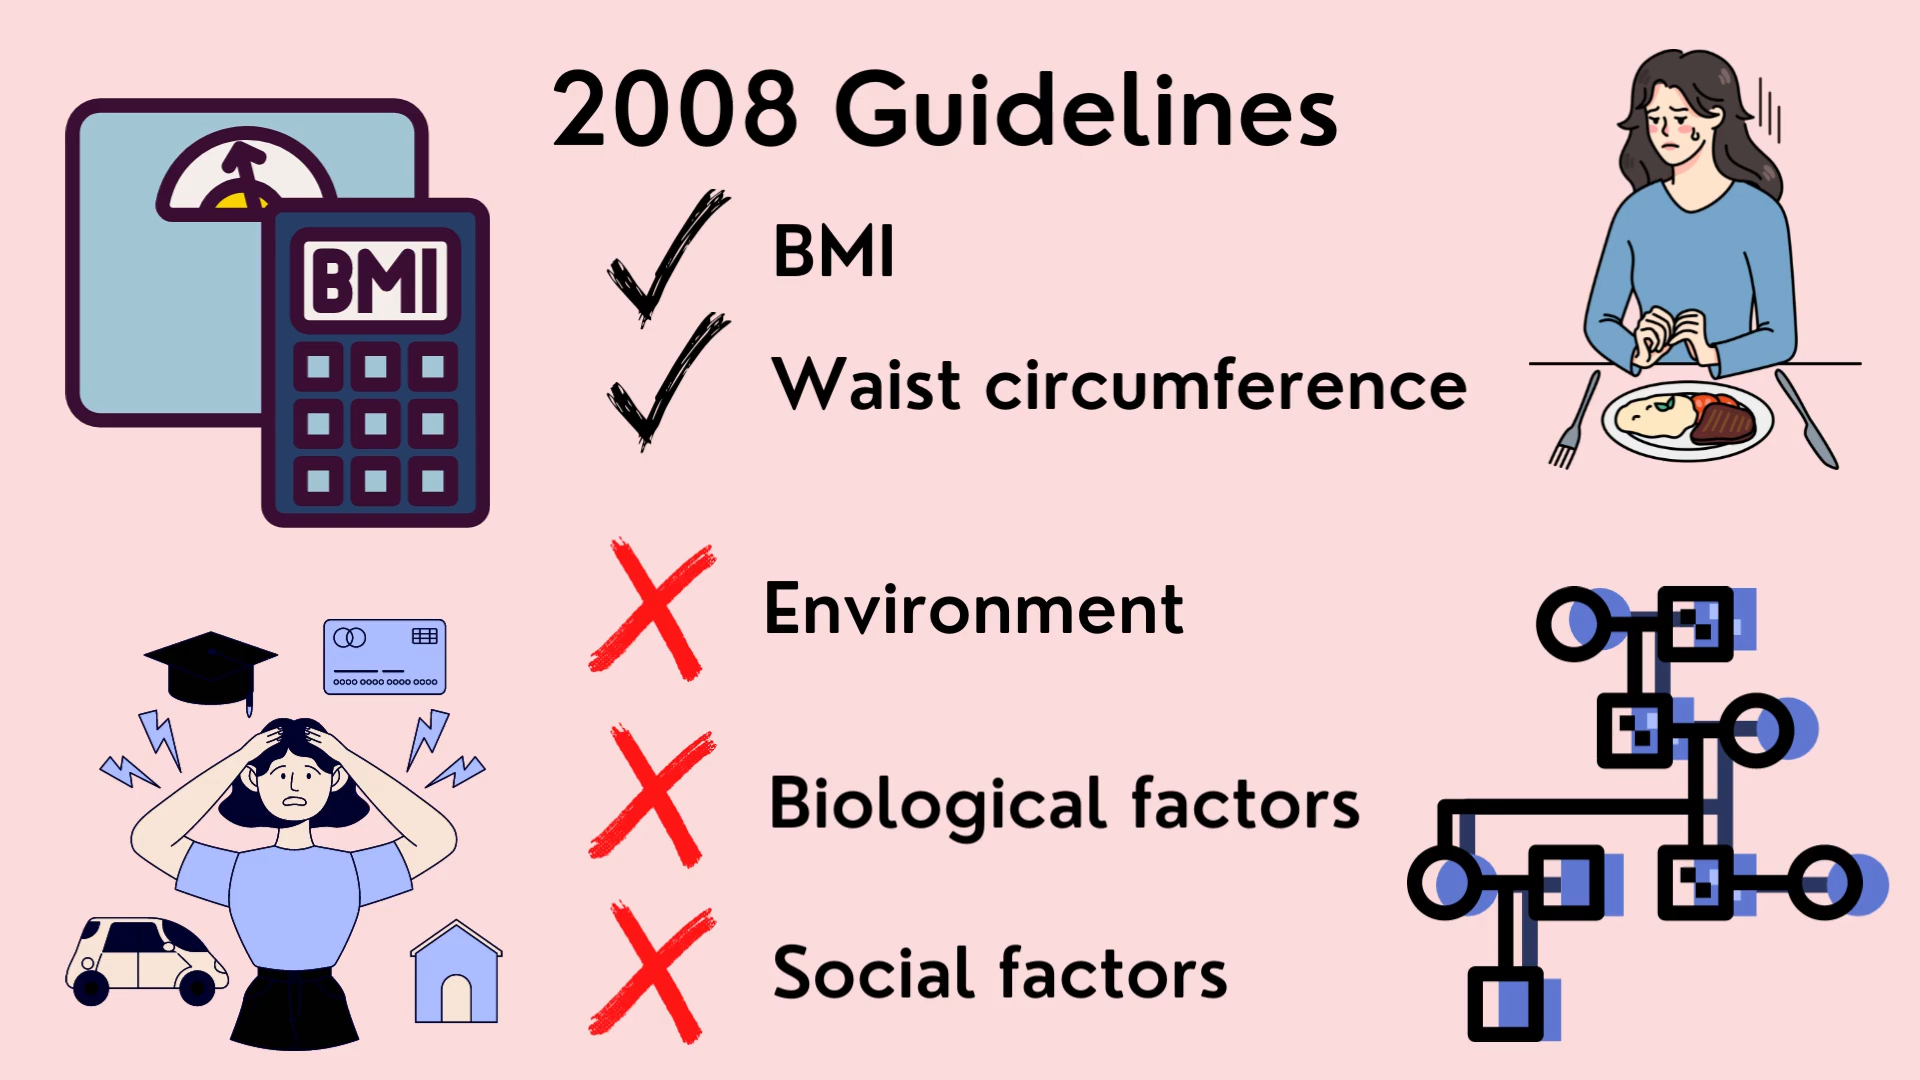 2008 Guidelines
BMI
BMI
Waist circumference
Environment
Biological factors
Social factors